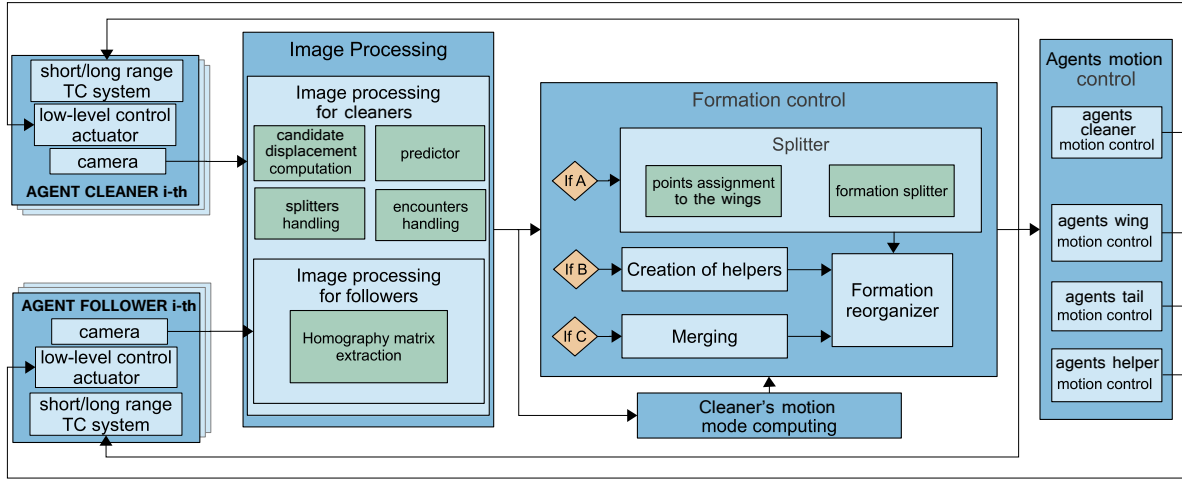 short/long range
TC system
low-level control
actuator
camera
AGENT CLEANER i-th
AGENT FOLLOWER i-th
camera
low-level control
actuator
short/long range
TC system
Image Processing
Image processing
for cleaners
candidate
displacement
computation
predictor
splitters
handling
encounters
handling
Image processing
for followers
Homography matrix
extraction
Formation control
Splitter
If A
points assignment
to the wings
formation splitter
If B
Creation of helpers
Formation
reorganizer
If C
Merging
Cleaner's motion
mode computing
Agents motion
control
agents
cleaner
motion control
agents wing
motion control
agents tail
motion control
agents helper
motion control